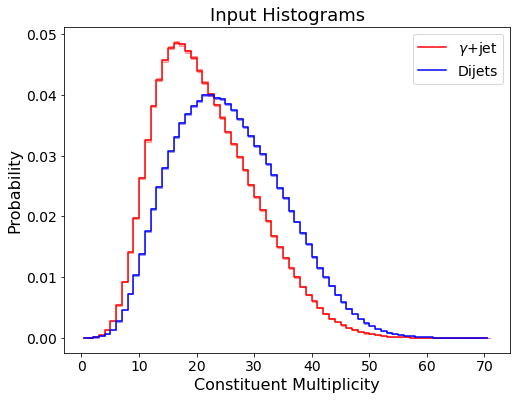 Input Histograms
γ+jet
Dijets
Probability
0.05
0.04
0.03
0.02
0.01
0.00
0 10 20 30 40 50 60 70
Constituent Multiplicity